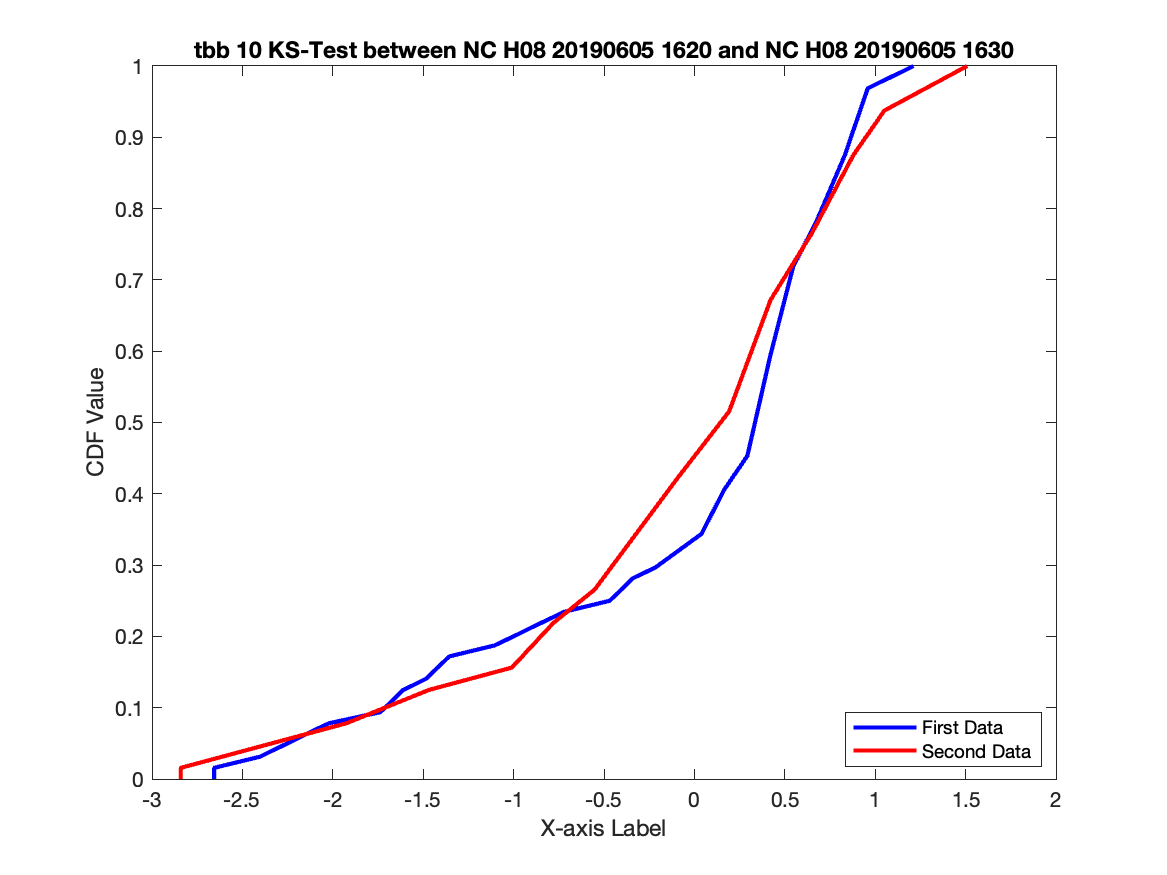 tbb 10 KS-Test between NC H08 20190605 1620 and NC H08 20190605 1630
1
0.9
0.8
0.7
0.6
0.5
0.4
0.3
0.2
0.1
0
CDF Value
First Data
Second Data
-3 -2.5 -2 -1.5 -1 -0.5 0 0.5 1 1.5 2
X-axis Label